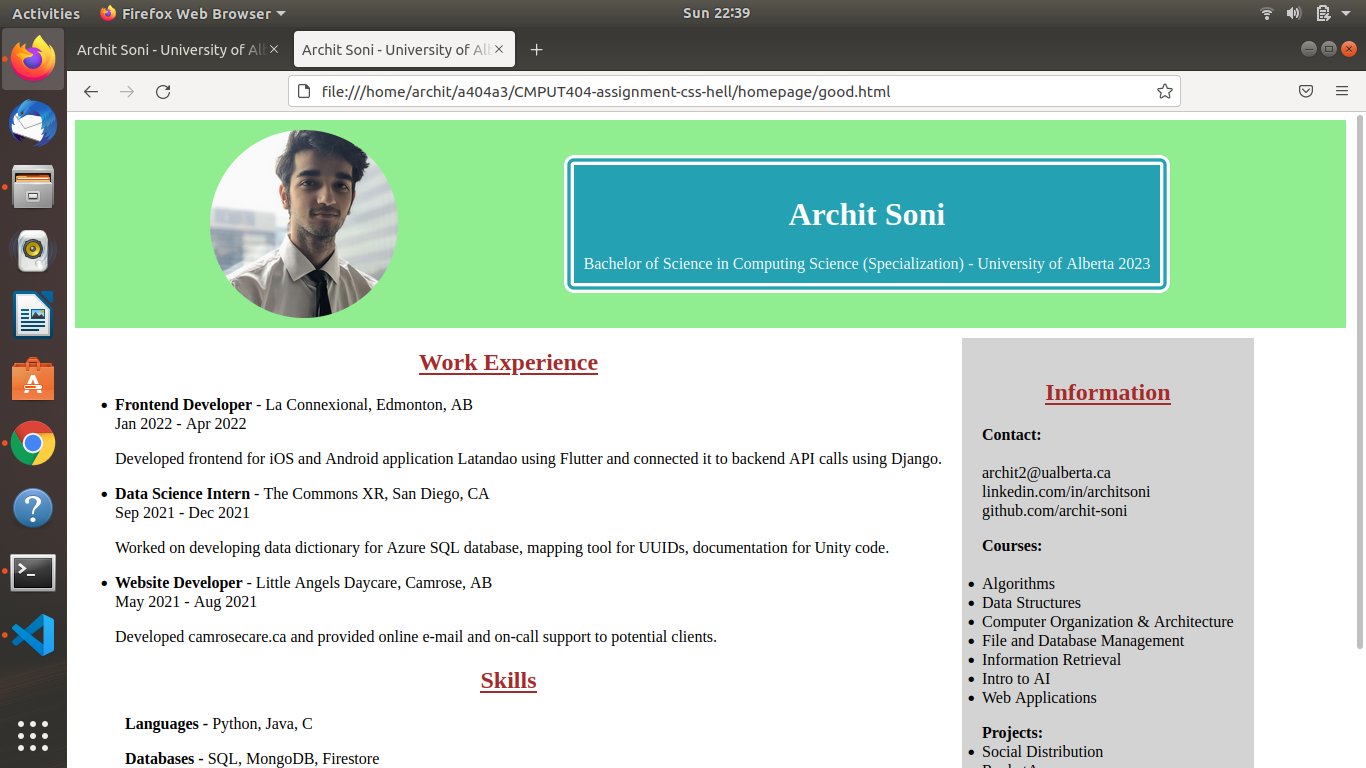 Activities Firefox Web Browser Sun 22:39
Archit Soni - University of Alb
Archit Soni - University of Alb
file:///home/archit/a404a3/CMPUT404-assignment-css-hell/homepage/good.html
Archit Soni
Bachelor of Science in Computing Science (Specialization) - University of Alberta 2023
Work Experience
Frontend Developer - La Connexional, Edmonton, AB
Jan 2022 - Apr 2022
Developed frontend for iOS and Android application Latandao using Flutter and connected it to backend API calls using Django.
Data Science Intern - The Commons XR, San Diego, CA
Sep 2021 - Dec 2021
Worked on developing data dictionary for Azure SQL database, mapping tool for UUIDs, documentation for Unity code.
Website Developer - Little Angels Daycare, Camrose, AB
May 2021 - Aug 2021
Developed camrosecare.ca and provided online e-mail and on-call support to potential clients.
Skills
Languages - Python, Java, C
Databases - SQL, MongoDB, Firestore
Information
Contact:
archit2@ualberta.ca
linkedin.com/in/architsoni
github.com/archit-soni
Courses:
Algorithms
Data Structures
Computer Organization & Architecture
File and Database Management
Information Retrieval
Intro to AI
Web Applications
Projects:
Social Distribution